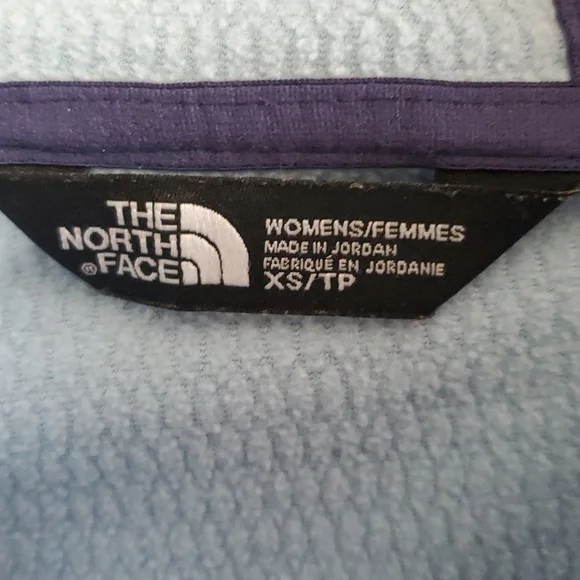 THE
NORTH
FACE
®
WOMENS/FEMMES
MADE IN JORDAN
FABRIQUÉ EN JORDANIE
XS/TP